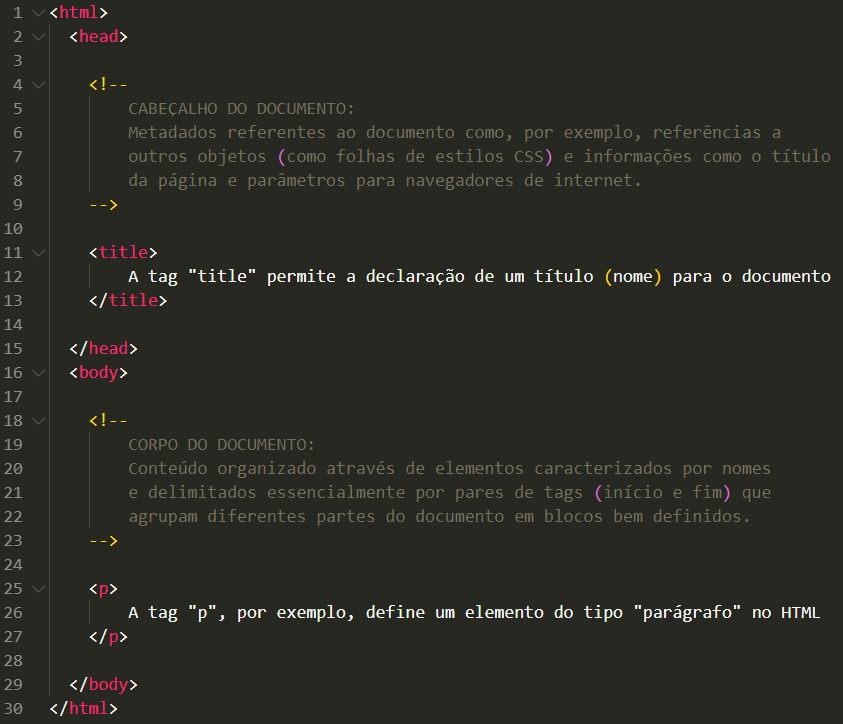 1 <html>
2 <head>
3
4 <!--
5 CABEÇALHO DO DOCUMENTO:
6 Metadados referentes ao documento como, por exemplo, referências a
7 outros objetos (como folhas de estilos CSS) e informações como o título
8 da página e parâmetros para navegadores de internet.
9 -->
10
11 <title>
12 A tag "title" permite a declaração de um título (nome) para o documento
13 </title>
14
15 </head>
16 <body>
17
18 <!--
19 CORPO DO DOCUMENTO:
20 Conteúdo organizado através de elementos caracterizados por nomes
21 e delimitados essencialmente por pares de tags (início e fim) que
22 agrupam diferentes partes do documento em blocos bem definidos.
23 -->
24
25 <p>
26 A tag "p", por exemplo, define um elemento do tipo "parágrafo" no HTML
27 </p>
28
29 </body>
30 </html>